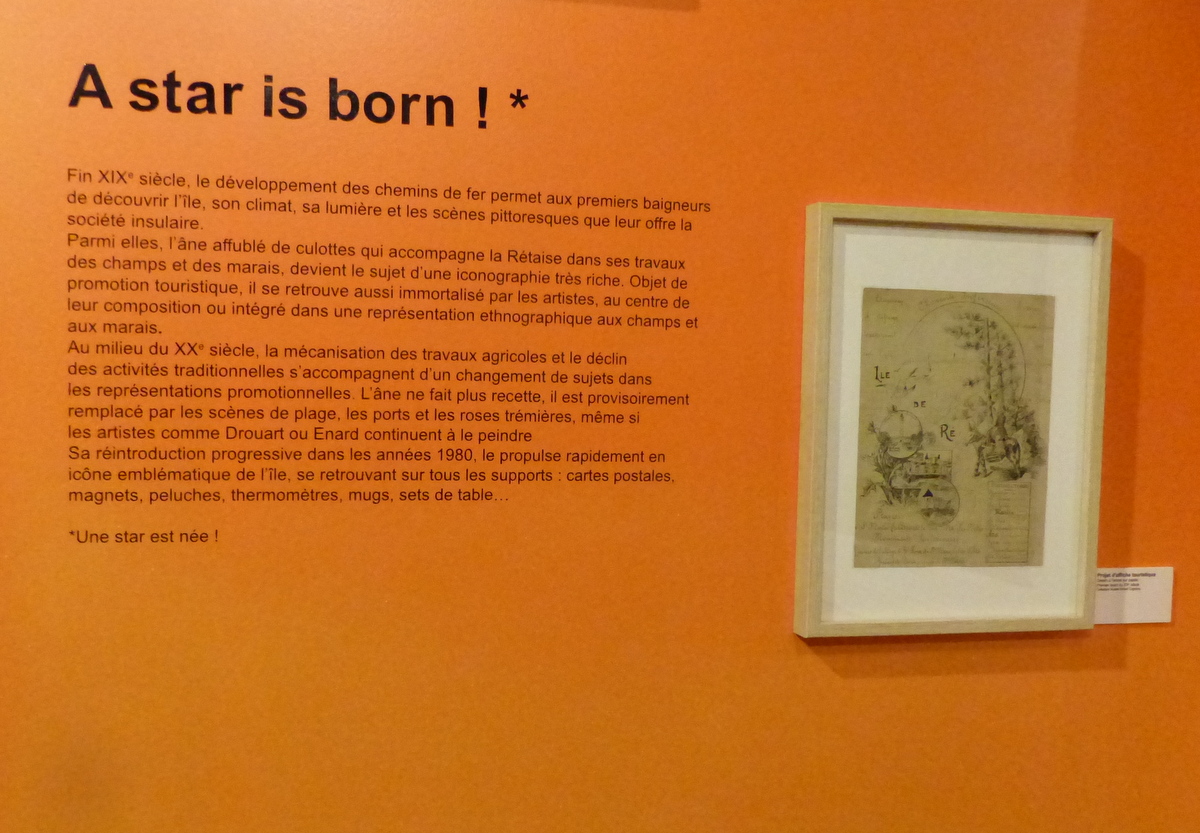 A star is born ! *
Fin XIXe siècle, le développement des chemins de fer permet aux premiers baigneurs
de découvrir l’île, son climat, sa lumière et les scènes pittoresques que leur offre la
société insulaire.
Parmi elles, l’âne affublé de culottes qui accompagne la Rétaise dans ses travaux
des champs et des marais, devient le sujet d’une iconographie très riche. Objet de
promotion touristique, il se retrouve aussi immortalisé par les artistes, au centre de
leur composition ou intégré dans une représentation ethnographique aux champs et
aux marais.
Au milieu du XXe siècle, la mécanisation des travaux agricoles et le déclin
des activités traditionnelles s’accompagnent d’un changement de sujets dans
les représentations promotionnelles. L’âne ne fait plus recette, il est provisoirement
remplacé par les scènes de plage, les ports et les roses trémières, même si
les artistes comme Drouart ou Enard continuent à le peindre
Sa réintroduction progressive dans les années 1980, le propulse rapidement en
icône emblématique de l’île, se retrouvant sur tous les supports : cartes postales,
magnets, peluches, thermomètres, mugs, sets de table…
*Une star est née !
ILE
DE
RE
Projet d’affiche touristique